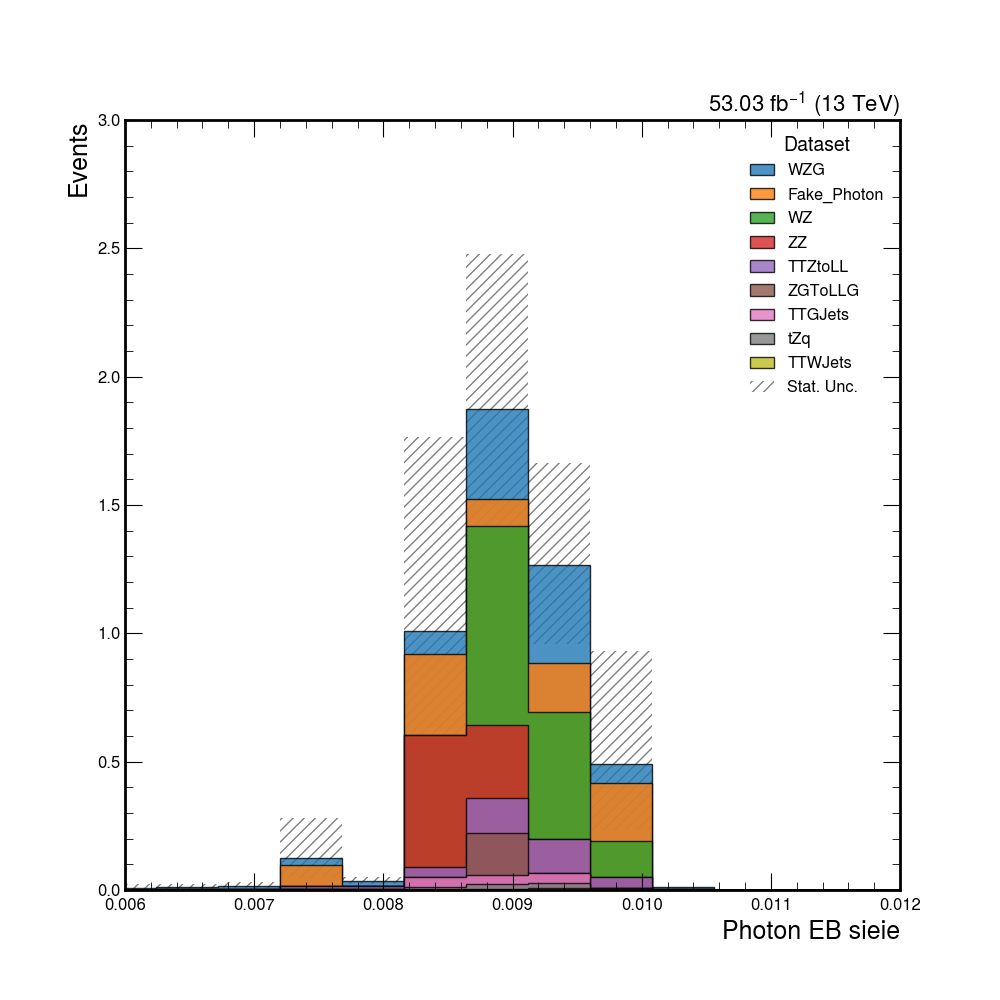 53.03 fb⁻¹ (13 TeV)
Events
3.0
2.5
2.0
1.5
1.0
0.5
0.0
Dataset
WZG
Fake_Photon
WZ
ZZ
TTZtoLL
ZGToLLG
TTGJets
tZq
TTWJets
Stat. Unc.
0.006 0.007 0.008 0.009 0.010 0.011 0.012
Photon EB sieie